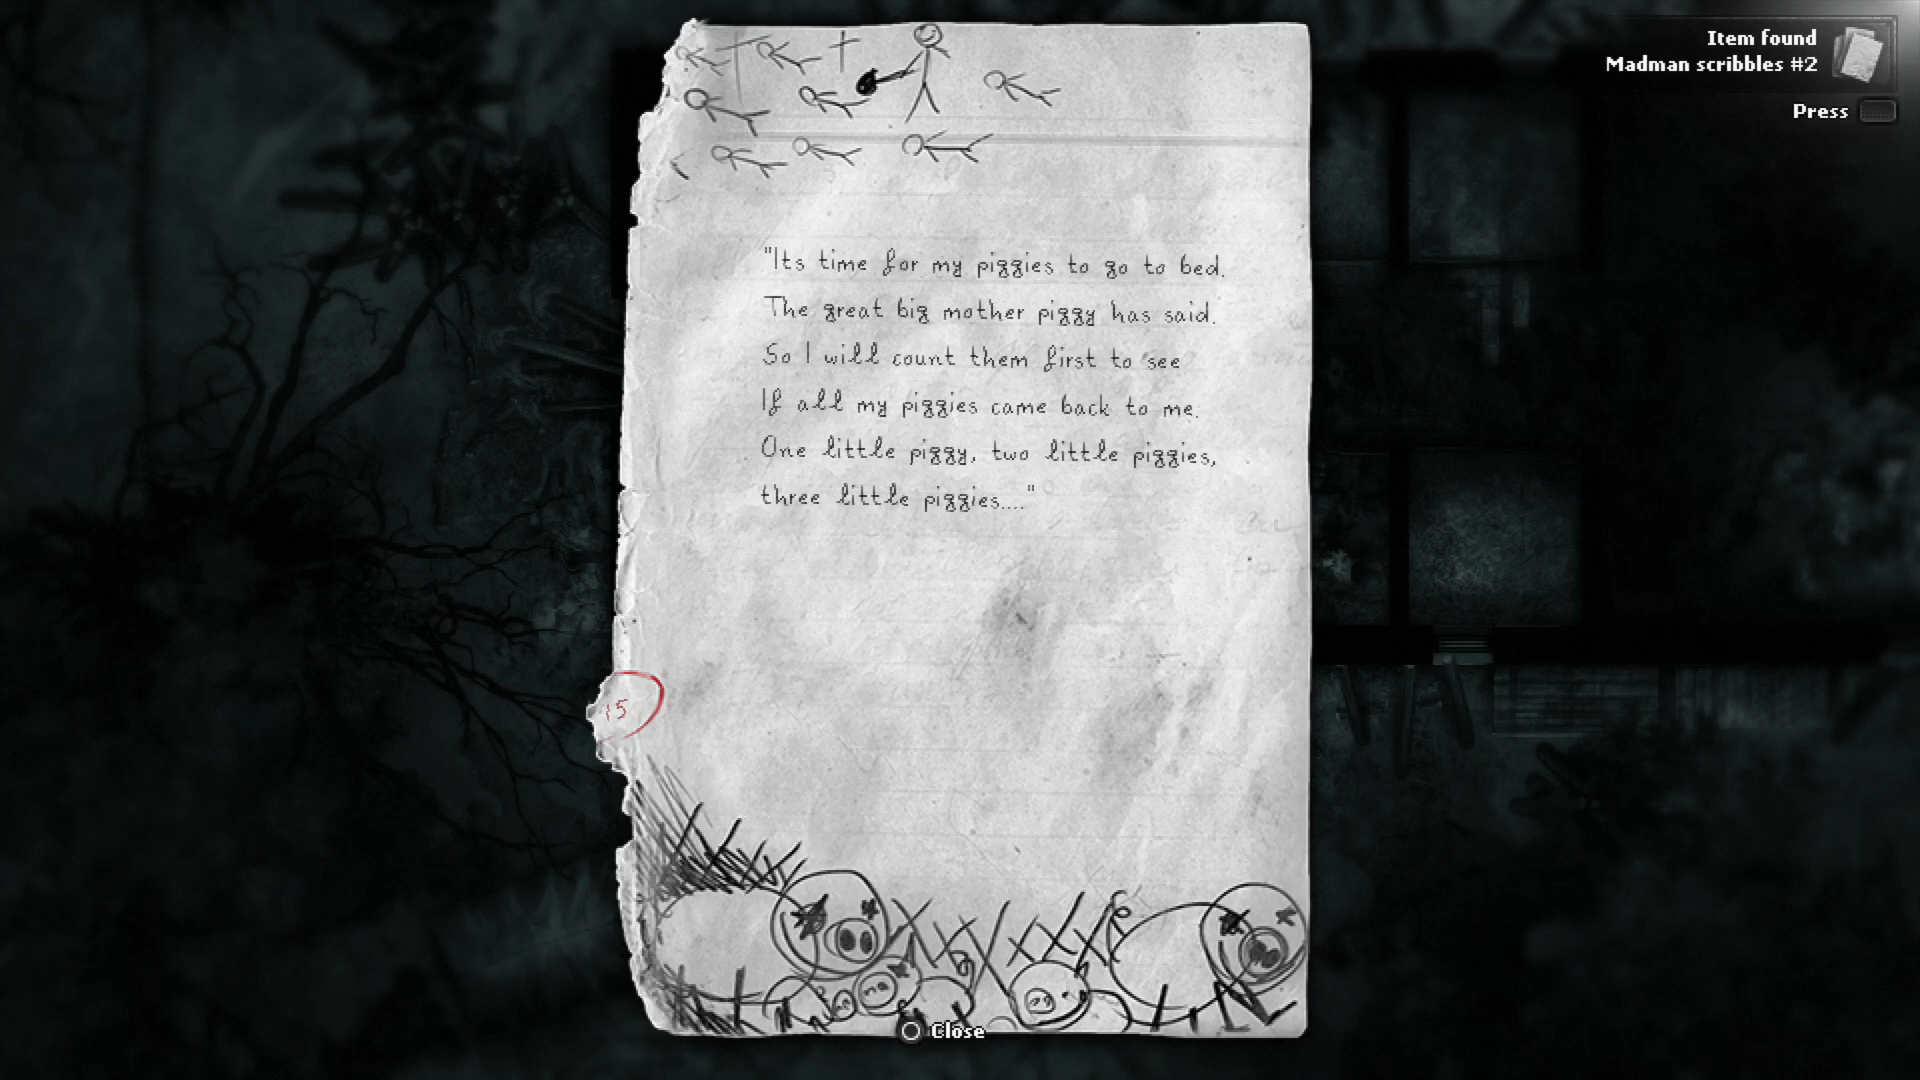 Item found
Madman scribbles #2
Press
"Its time for my piggies to go to bed.
The great big mother piggy has said.
So I will count them first to see
If all my piggies came back to me.
One little piggy, two little piggies,
three little piggies...."
15
Close